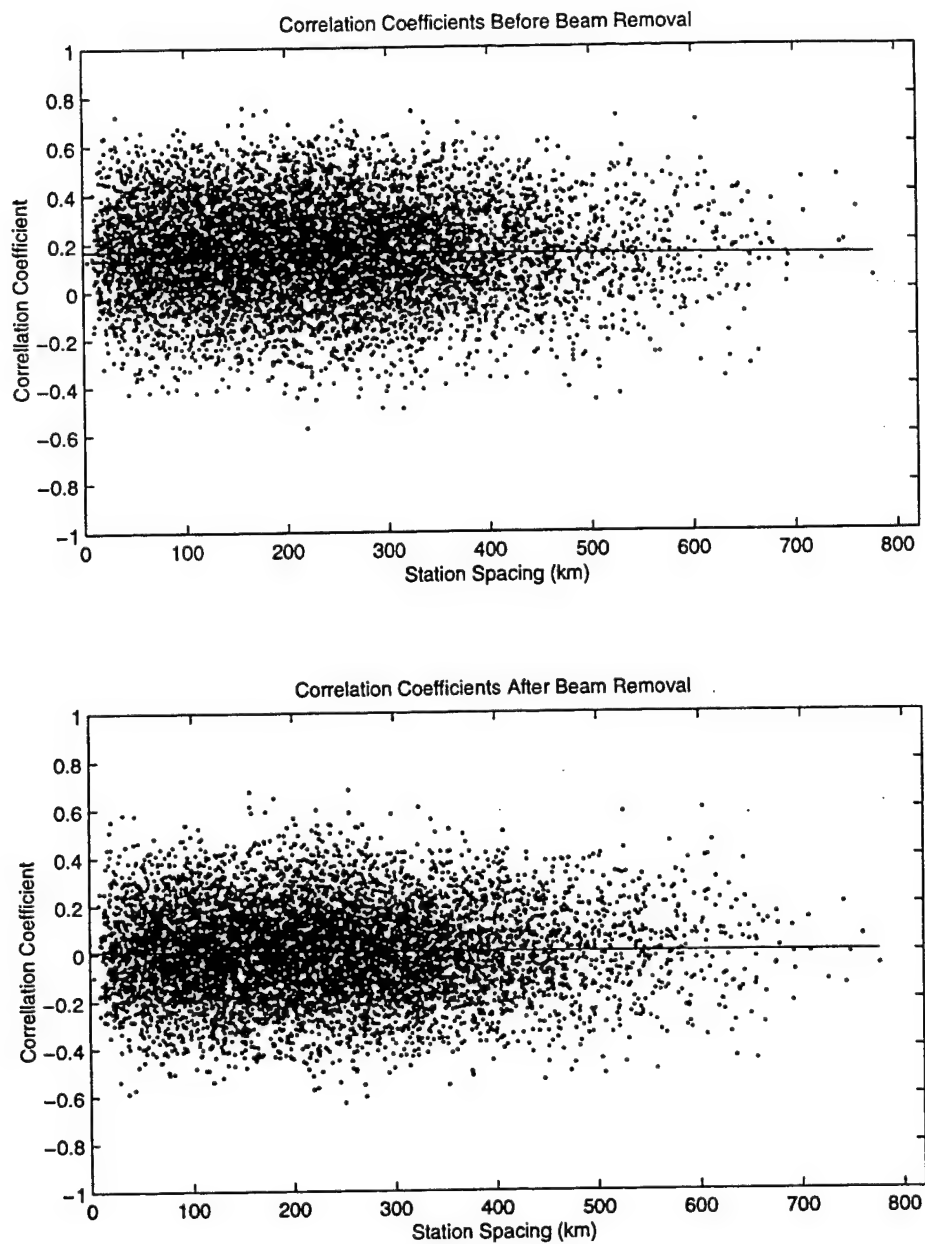 Correlation Coefficients Before Beam Removal
1
0.8
0.6
0.4
0.2
0
−0.2
−0.4
−0.6
−0.8
−1
Correllation Coefficient
0 100 200 300 400 500 600 700 800
Station Spacing (km)
Correlation Coefficients After Beam Removal
1
0.8
0.6
0.4
0.2
0
−0.2
−0.4
−0.6
−0.8
−1
Correllation Coefficient
0 100 200 300 400 500 600 700 800
Station Spacing (km)